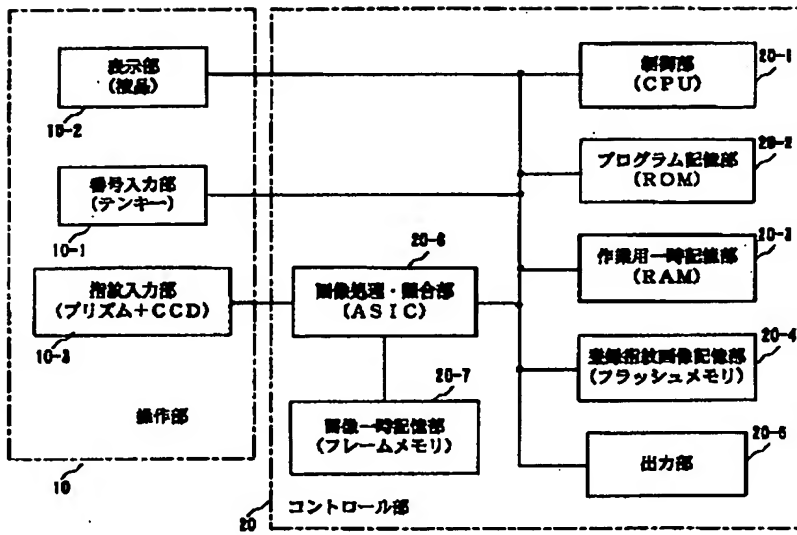 表示部
(液晶)
10-2
番号入力部
(テンキー)
10-1
指紋入力部
(プリズム+CCD)
10-3
操作部
10
制御部
(CPU)
20-1
プログラム記憶部
(ROM)
20-2
作業用一時記憶部
(RAM)
20-3
登録指紋画像記憶部
(フラッシュメモリ)
20-4
出力部
20-5
画像処理・照合部
(ASIC)
20-6
画像一時記憶部
(フレームメモリ)
20-7
コントロール部
20